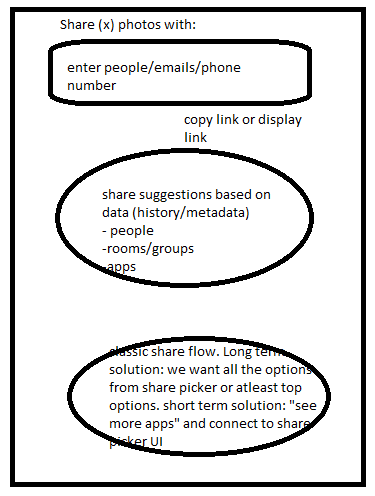 Share (x) photos with:
enter people/emails/phone
number
copy link or display
link
share suggestions based on
data (history/metadata)
- people
-rooms/groups
-apps
classic share flow. Long term
solution: we want all the options
from share picker or atleast top
options. short term solution: "see
more apps" and connect to share
picker UI